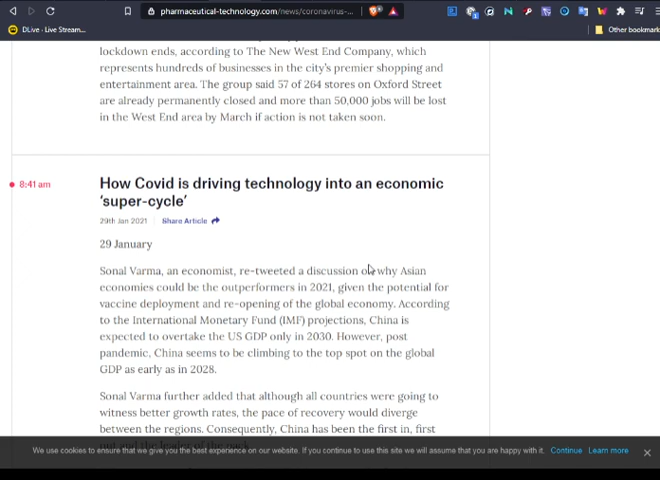 pharmaceutical-technology.com/news/coronavirus-...
DLive - Live Stream...
Other bookmark
lockdown ends, according to The New West End Company, which
represents hundreds of businesses in the city's premier shopping and
entertainment area. The group said 57 of 264 stores on Oxford Street
are already permanently closed and more than 50,000 jobs will be lost
in the West End area by March if action is not taken soon.
8:41 am
How Covid is driving technology into an economic
'super-cycle'
29th Jan 2021 Share Article
29 January
Sonal Varma, an economist, re-tweeted a discussion on why Asian
economies could be the outperformers in 2021, given the potential for
vaccine deployment and re-opening of the global economy. According
to the International Monetary Fund (IMF) projections, China is
expected to overtake the US GDP only in 2030. However, post
pandemic, China seems to be climbing to the top spot on the global
GDP as early as in 2028.
Sonal Varma further added that although all countries were going to
witness better growth rates, the pace of recovery would diverge
between the regions. Consequently, China has been the first in, first
out and the leader of the pack
We use cookies to ensure that we give you the best experience on our website. If you continue to use this site we will assume that you are happy with it. Continue Learn more